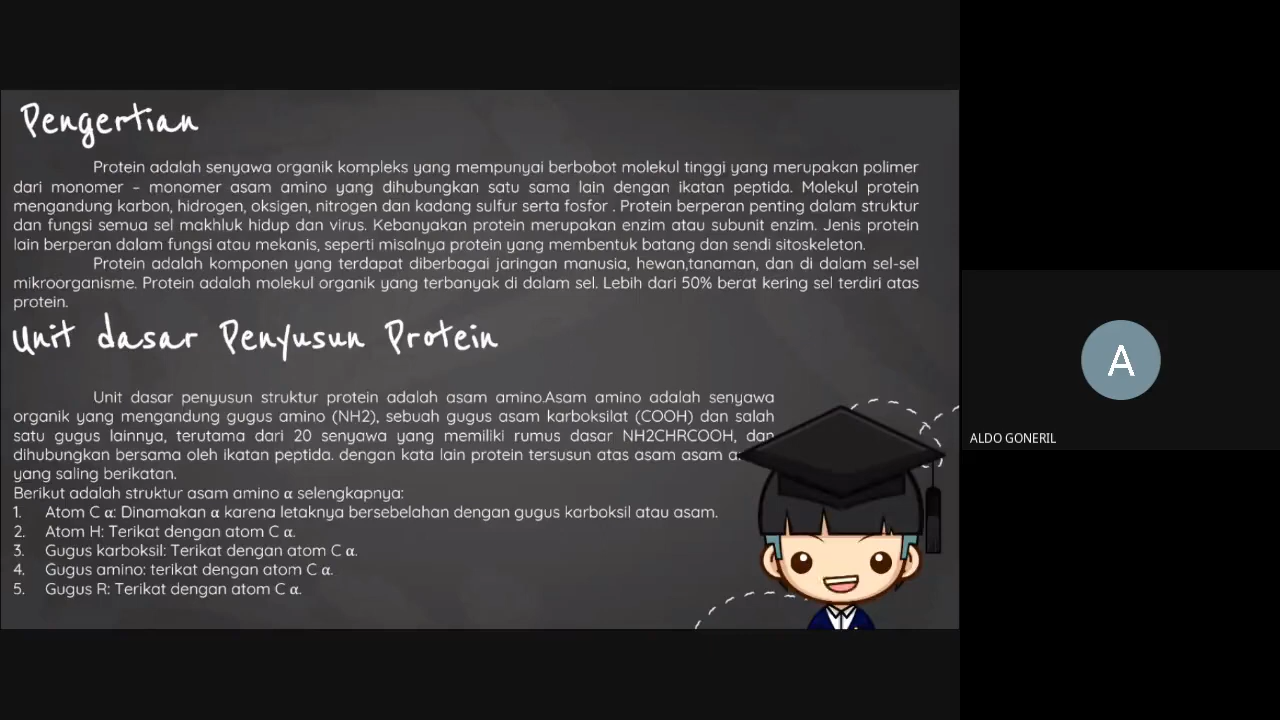 Pengertian
Protein adalah senyawa organik kompleks yang mempunyai berbobot molekul tinggi yang merupakan polimer
dari monomer – monomer asam amino yang dihubungkan satu sama lain dengan ikatan peptida. Molekul protein
mengandung karbon, hidrogen, oksigen, nitrogen dan kadang sulfur serta fosfor . Protein berperan penting dalam struktur
dan fungsi semua sel makhluk hidup dan virus. Kebanyakan protein merupakan enzim atau subunit enzim. Jenis protein
lain berperan dalam fungsi atau mekanis, seperti misalnya protein yang membentuk batang dan sendi sitoskeleton.
Protein adalah komponen yang terdapat diberbagai jaringan manusia, hewan,tanaman, dan di dalam sel-sel
mikroorganisme. Protein adalah molekul organik yang terbanyak di dalam sel. Lebih dari 50% berat kering sel terdiri atas
protein.
Unit dasar Penyusun Protein
Unit dasar penyusun struktur protein adalah asam amino.Asam amino adalah senyawa
organik yang mengandung gugus amino (NH2), sebuah gugus asam karboksilat (COOH) dan salah
satu gugus lainnya, terutama dari 20 senyawa yang memiliki rumus dasar NH2CHRCOOH, dan
dihubungkan bersama oleh ikatan peptida. dengan kata lain protein tersusun atas asam asam
yang saling berikatan.
Berikut adalah struktur asam amino α selengkapnya:
1. Atom C α: Dinamakan α karena letaknya bersebelahan dengan gugus karboksil atau asam.
2. Atom H: Terikat dengan atom C α.
3. Gugus karboksil: Terikat dengan atom C α.
4. Gugus amino: terikat dengan atom C α.
5. Gugus R: Terikat dengan atom C α.
A
ALDO GONERIL